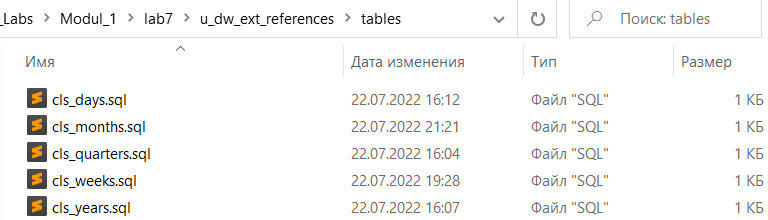 _Labs > Modul_1 > lab7 > u_dw_ext_references > tables Поиск: tables
Имя Дата изменения Тип Размер
cls_days.sql 22.07.2022 16:12 Файл "SQL" 1 КБ
cls_months.sql 22.07.2022 21:21 Файл "SQL" 1 КБ
cls_quarters.sql 22.07.2022 16:04 Файл "SQL" 1 КБ
cls_weeks.sql 22.07.2022 19:28 Файл "SQL" 1 КБ
cls_years.sql 22.07.2022 16:07 Файл "SQL" 1 КБ